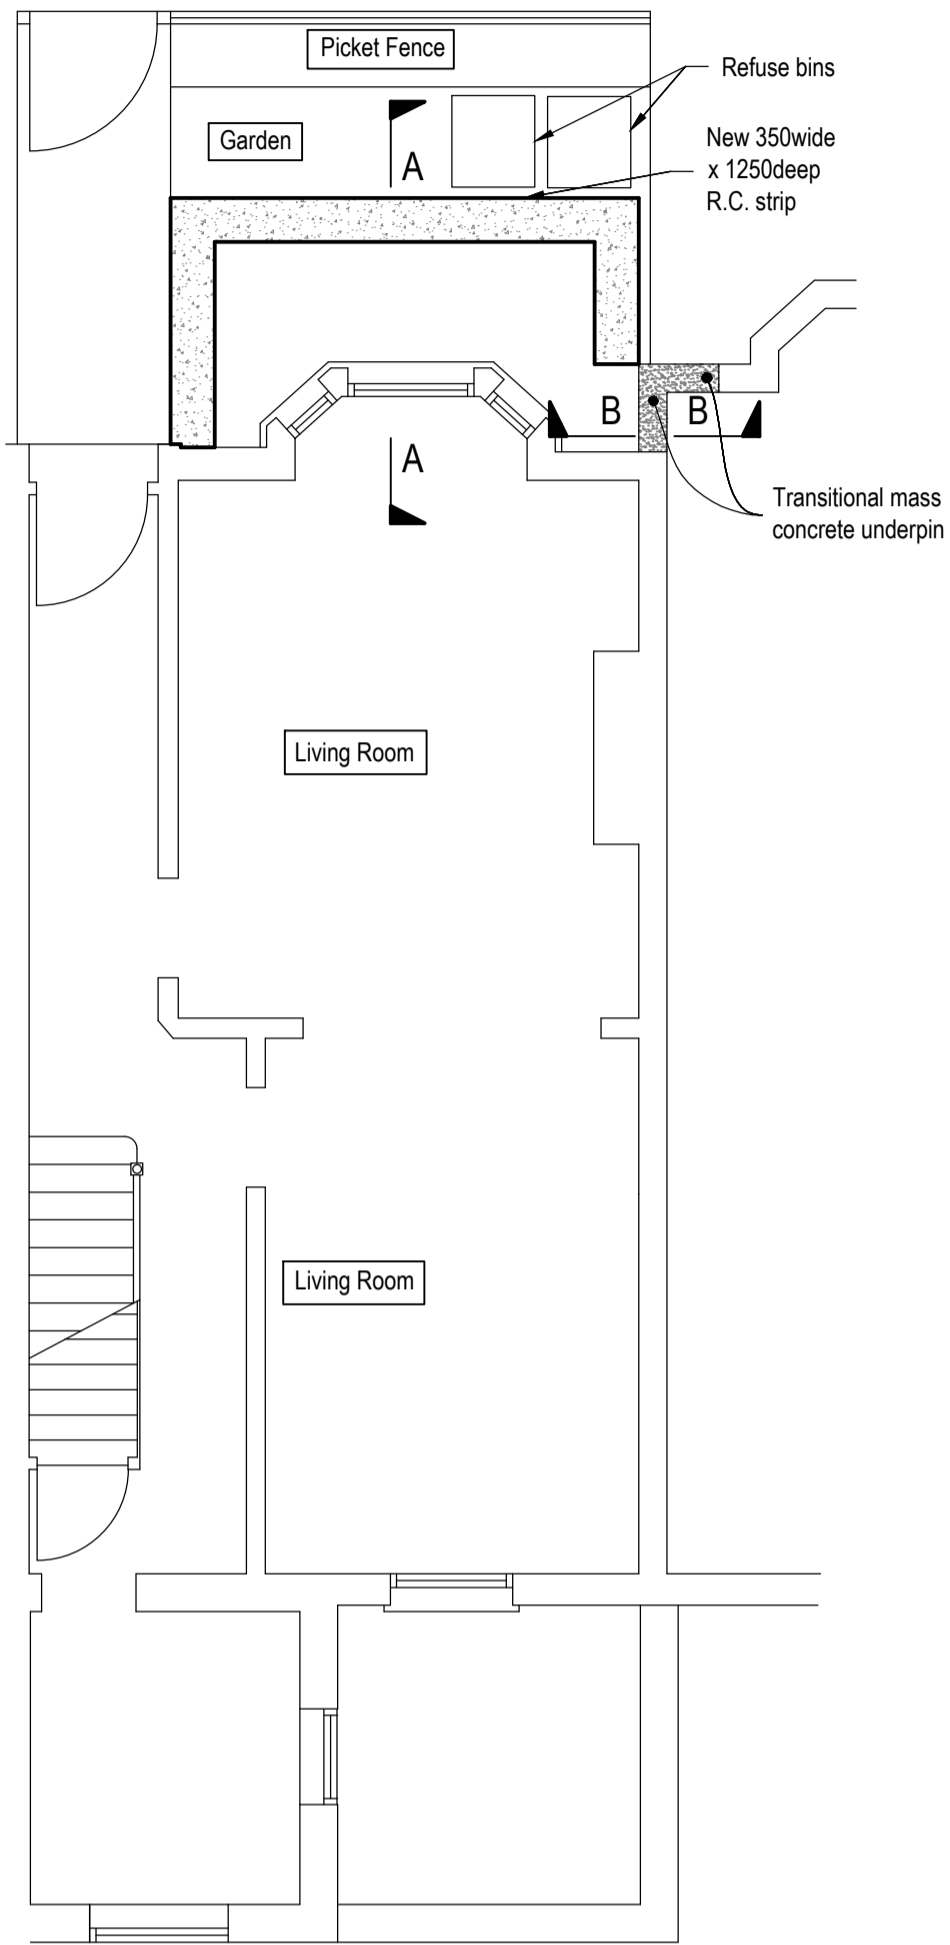 Picket Fence
Refuse bins
Garden
A
New 350wide
x 1250deep
R.C. strip
B
B
A
Transitional mass
concrete underpin
Living Room
Living Room